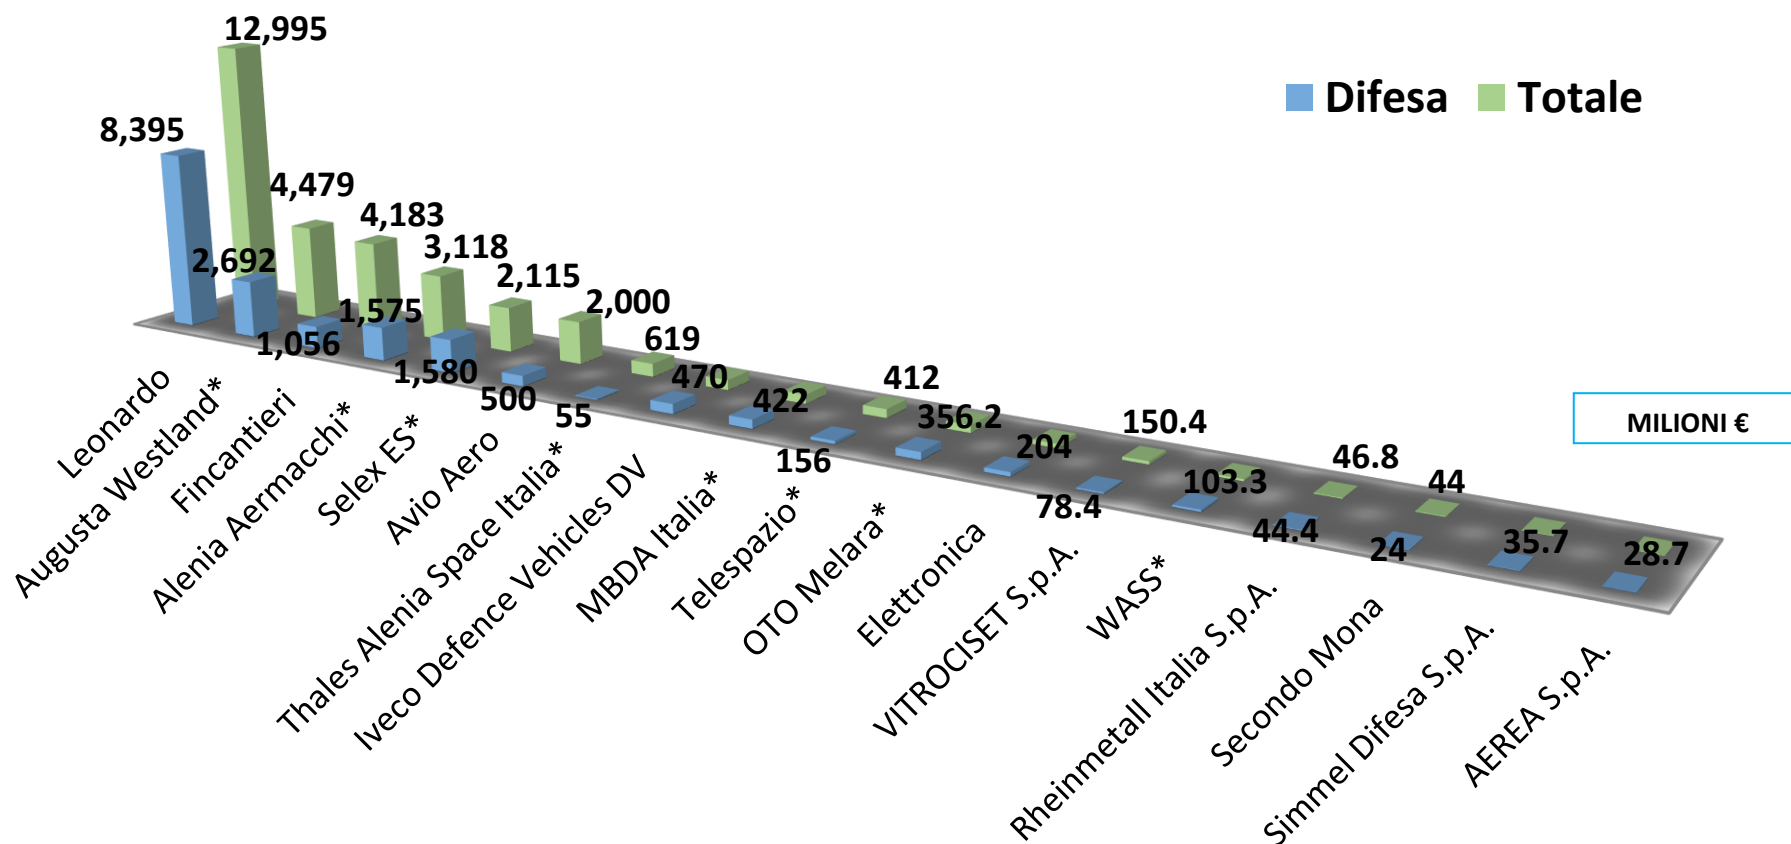 12,995
8,395
Difesa
Totale
4,479
4,183
3,118
2,692
2,115
2,000
1,575
1,056
619
1,580
470
412
500
55
422
356.2
150.4
MILIONI €
204
156
46.8
44
103.3
78.4
44.4
24
35.7
28.7
Leonardo
Augusta Westland*
Fincantieri
Alenia Aermacchi*
Selex ES*
Avio Aero
Thales Alenia Space Italia*
Iveco Defence Vehicles DV
MBDA Italia*
Telespazio*
OTO Melara*
Elettronica
VITROCISET S.p.A.
WASS*
Rheinmetall Italia S.p.A.
Secondo Mona
Simmel Difesa S.p.A.
AEREA S.p.A.